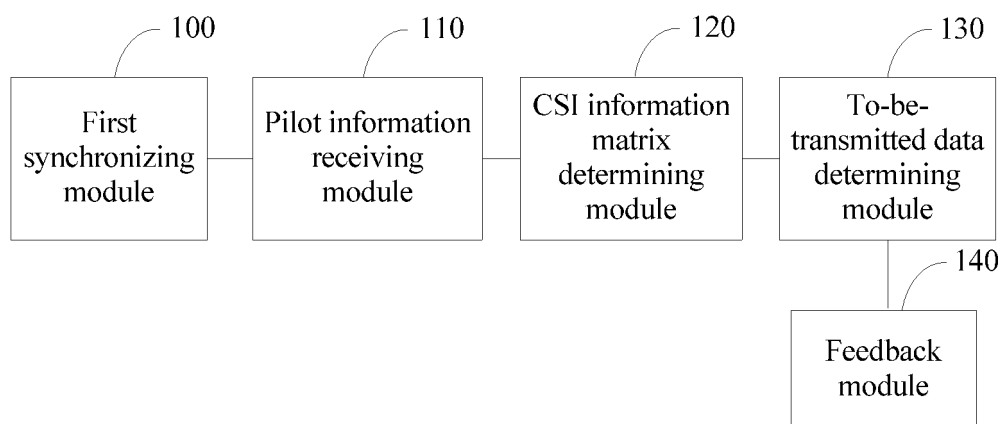 100
110
120
130
First
synchronizing
module
Pilot information
receiving
module
CSI information
matrix
determining
module
To-be-
transmitted data
determining
module
140
Feedback
module